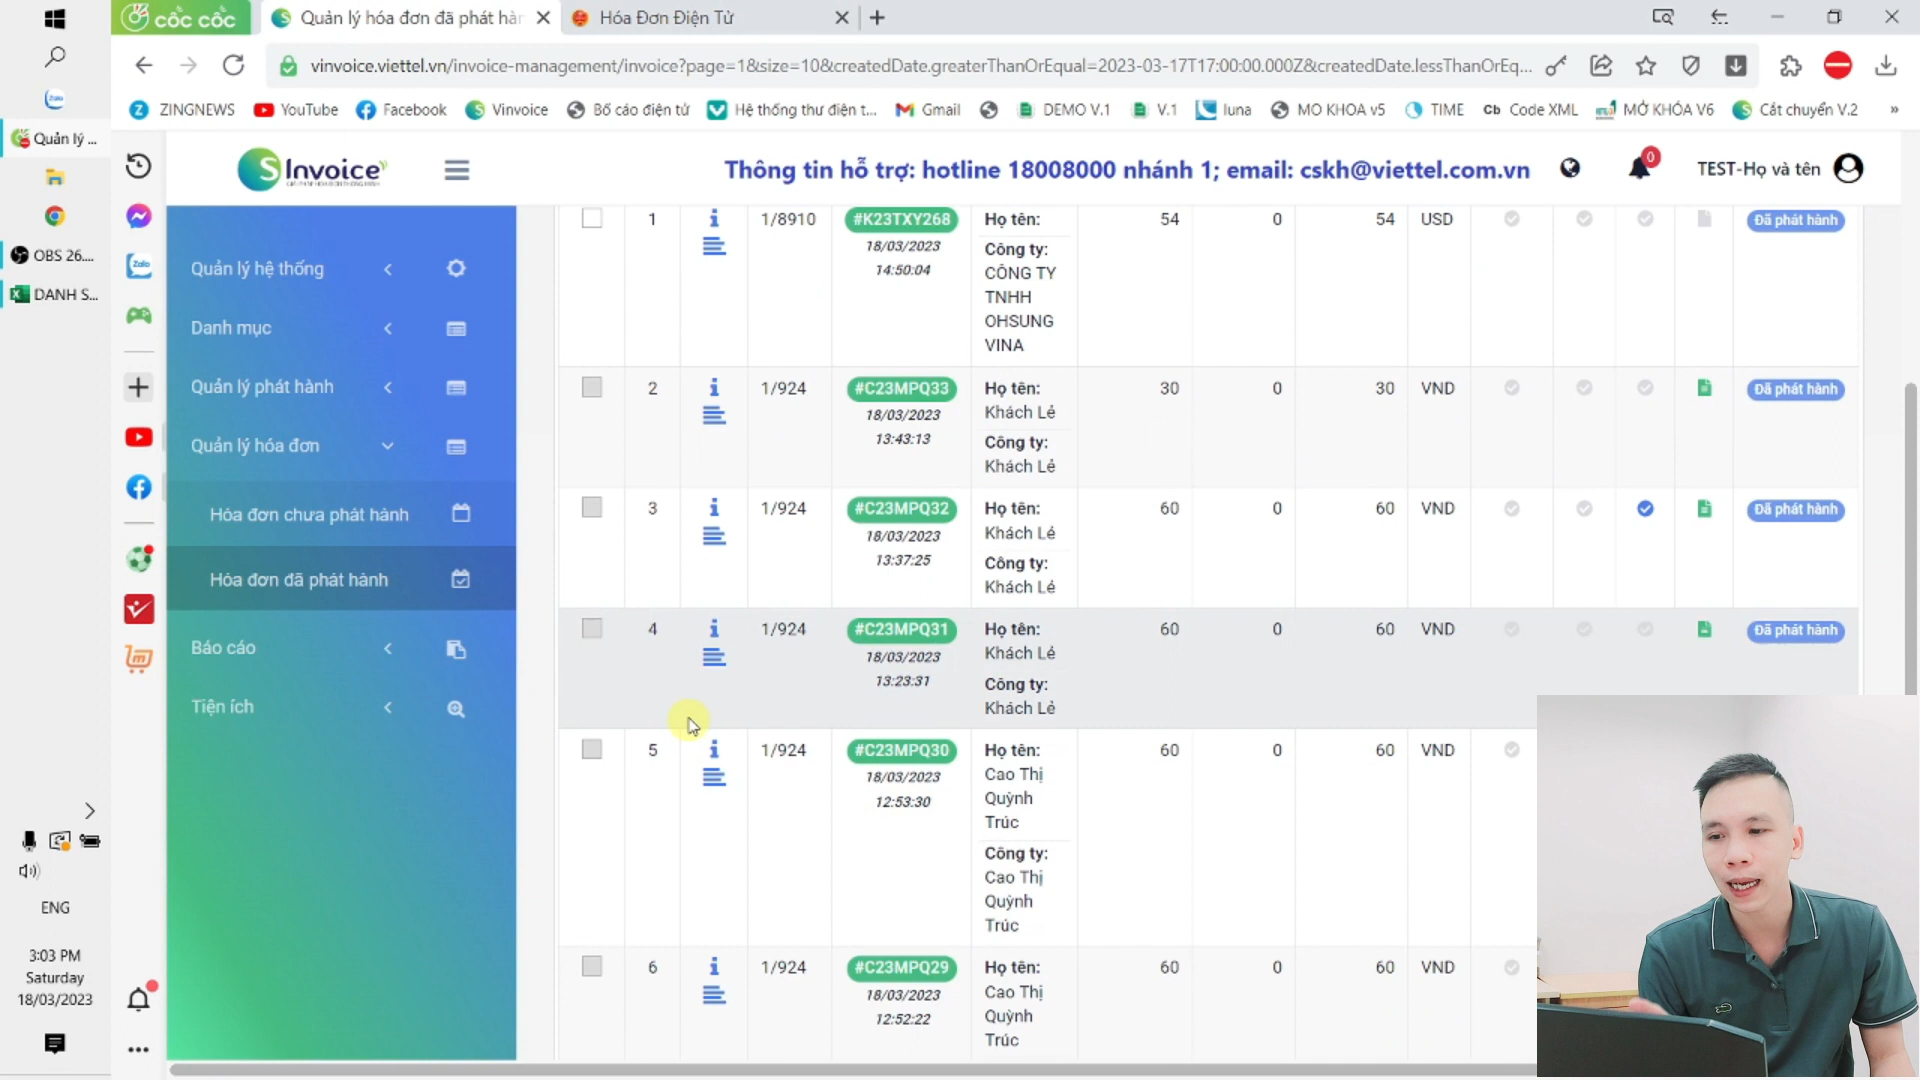 cốc cốc
Quản lý hóa đơn đã phát hàn
Hóa Đơn Điện Tử
vinvoice.viettel.vn/invoice-management/invoice?page=1&size=10&createdDate.greaterThanOrEqual=2023-03-17T17:00:00.000Z&createdDate.lessThanOrEq...
ZINGNEWS
YouTube
Facebook
Vinvoice
Bố cáo điện tử
Hệ thống thư điện t...
Gmail
DEMO V.1
V.1
luna
MO KHOA v5
TIME
Cb Code XML
MỞ KHÓA V6
Cắt chuyển V.2
»
Quản lý ...
OBS 26....
DANH S...
ENG
3:03 PM
Saturday
18/03/2023
Zalo
S Invoice
Thông tin hỗ trợ: hotline 18008000 nhánh 1; email: cskh@viettel.com.vn
0
TEST-Họ và tên
Quản lý hệ thống
Danh mục
Quản lý phát hành
Quản lý hóa đơn
Hóa đơn chưa phát hành
Hóa đơn đã phát hành
Báo cáo
Tiện ích
1 1/8910 #K23TXY268 Họ tên: 54 0 54 USD Đã phát hành
18/03/2023
14:50:04
Công ty:
CÔNG TY
TNHH
OHSUNG
VINA
2 1/924 #C23MPQ33 Họ tên: 30 0 30 VND Đã phát hành
18/03/2023
13:43:13
Khách Lẻ
Công ty:
Khách Lẻ
3 1/924 #C23MPQ32 Họ tên: 60 0 60 VND Đã phát hành
18/03/2023
13:37:25
Khách Lẻ
Công ty:
Khách Lẻ
4 1/924 #C23MPQ31 Họ tên: 60 0 60 VND Đã phát hành
18/03/2023
13:23:31
Khách Lẻ
Công ty:
Khách Lẻ
5 1/924 #C23MPQ30 Họ tên: 60 0 60 VND
18/03/2023
12:53:30
Cao Thị
Quỳnh
Trúc
Công ty:
Cao Thị
Quỳnh
Trúc
6 1/924 #C23MPQ29 Họ tên: 60 0 60 VND
18/03/2023
12:52:22
Cao Thị
Quỳnh
Trúc